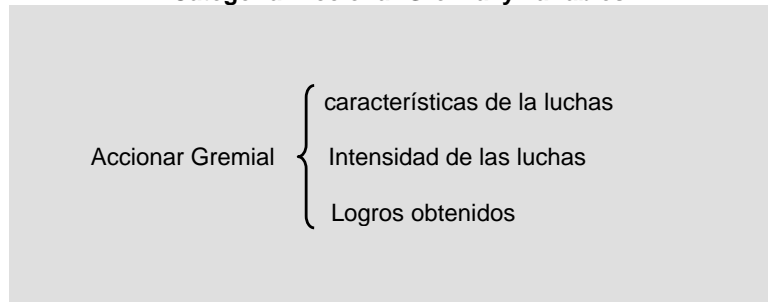 características de la luchas
Accionar Gremial
Intensidad de las luchas
Logros obtenidos